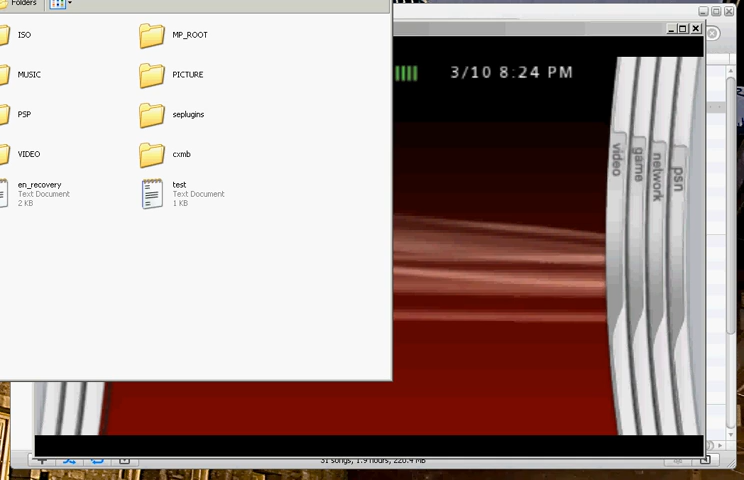 Folders
ISO
MP_ROOT
MUSIC
PICTURE
PSP
seplugins
VIDEO
cxmb
en_recovery
Text Document
2 KB
test
Text Document
1 KB
3/10 8:24 PM
video
game
network
psn
31 songs, 1.9 hours, 220.4 MB